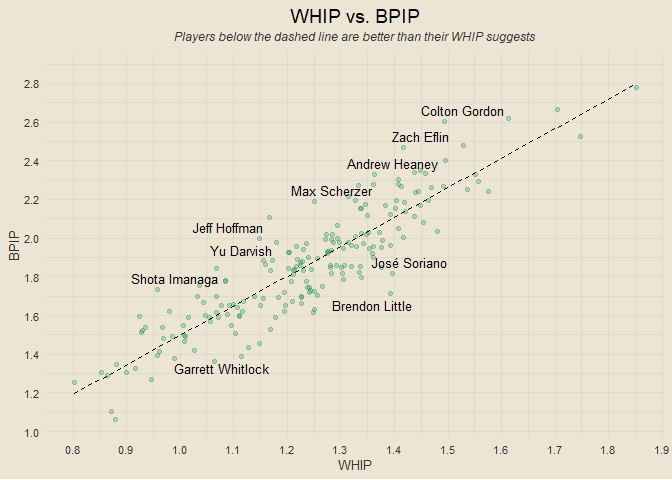 WHIP vs. BPIP
Players below the dashed line are better than their WHIP suggests
2.8
2.6
2.4
2.2
2.0
1.8
1.6
1.4
1.2
1.0
BPIP
Colton Gordon
Zach Eflin
Andrew Heaney
Max Scherzer
Jeff Hoffman
Yu Darvish
José Soriano
Shota Imanaga
Brendon Little
Garrett Whitlock
0.8 0.9 1.0 1.1 1.2 1.3 1.4 1.5 1.6 1.7 1.8 1.9
WHIP